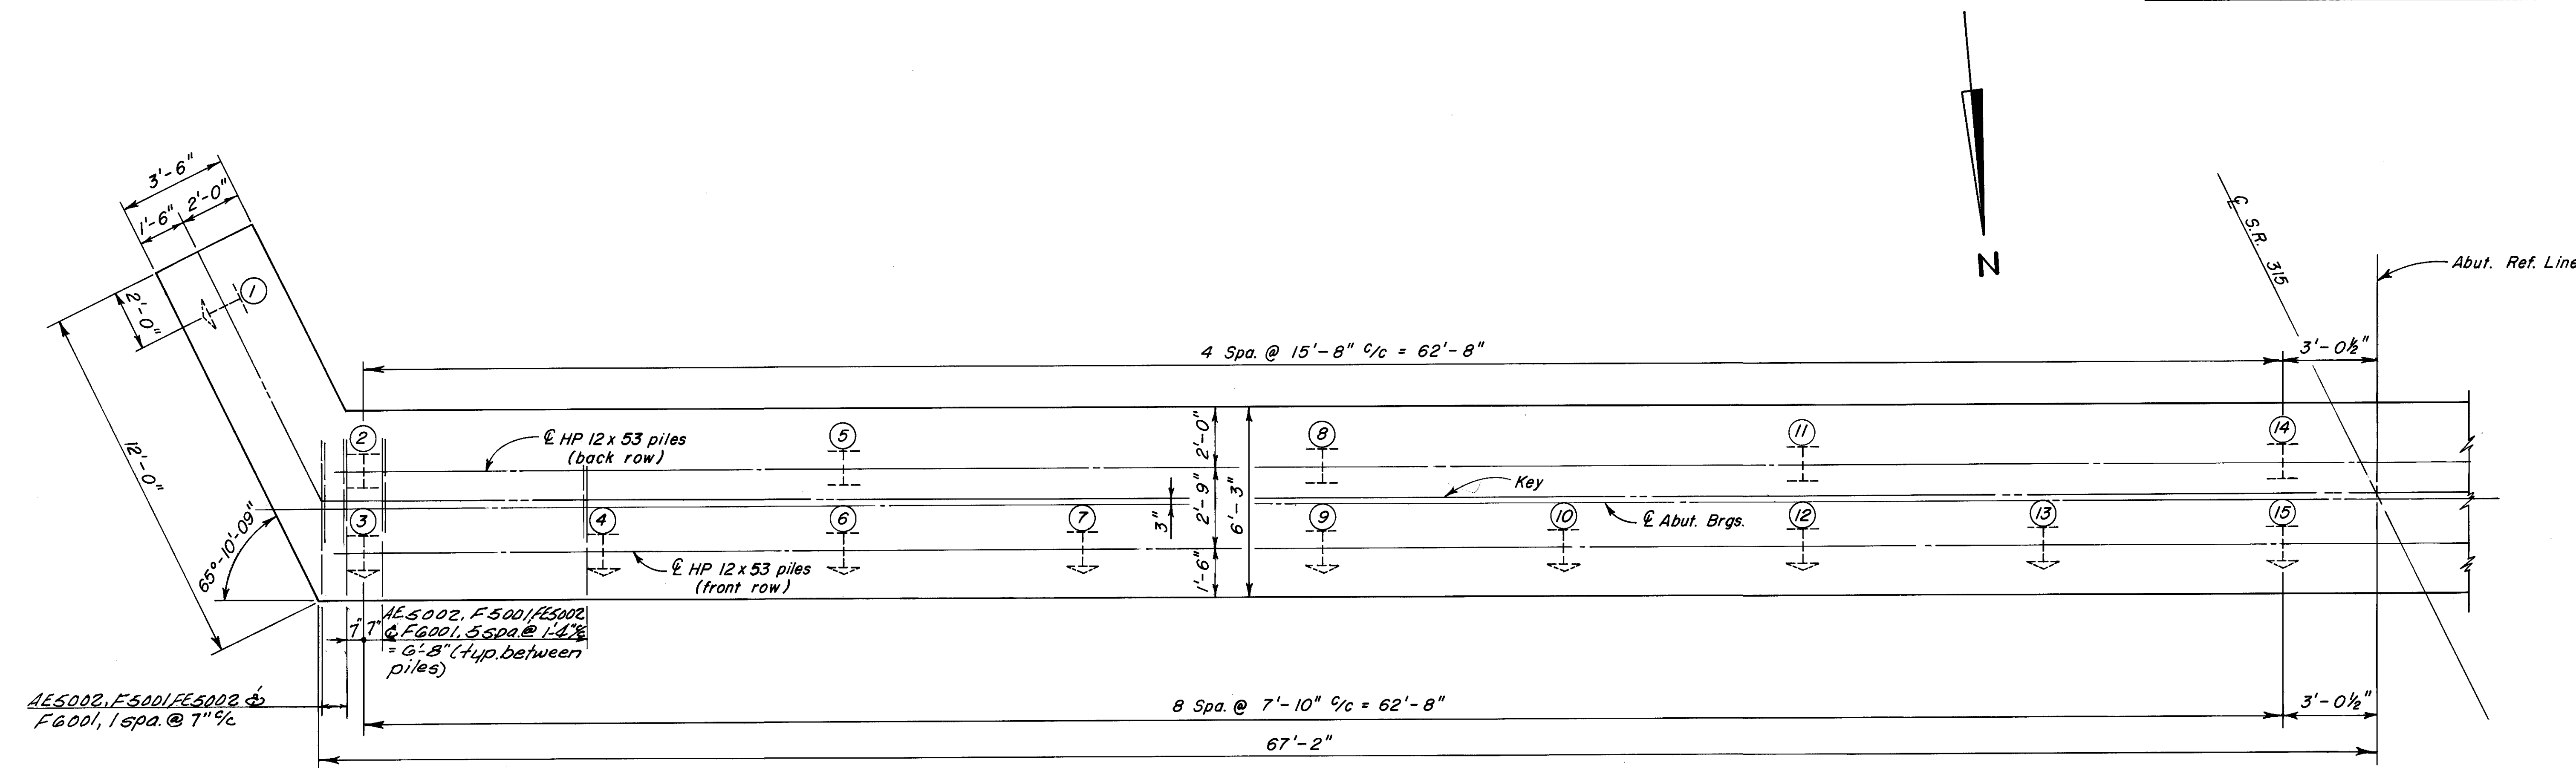 N
3'-6"
1'-6"
2'-0"
1
2'-0"
12'-0"
65°-10'-09"
℄ S.R. 315
Abut. Ref. Line
4 Spa. @ 15'-8" c/c = 62'-8"
3'-0½"
2
5
8
11
14
℄ HP 12 x 53 piles
(back row)
2'-0"
2'-9"
6'-3"
1'-6"
3"
Key
℄ Abut. Brgs.
3
4
6
7
9
10
12
13
15
℄ HP 12 x 53 piles
(front row)
7"
7"
AE5002, F5001, FE5002
& F6001, 5 spa. @ 1'-4" c/c
= 6'-8" (typ. between
piles)
AE5002, F5001, FE5002 &
F6001, 1 spa. @ 7" c/c
8 Spa. @ 7'-10" c/c = 62'-8"
3'-0½"
67'-2"